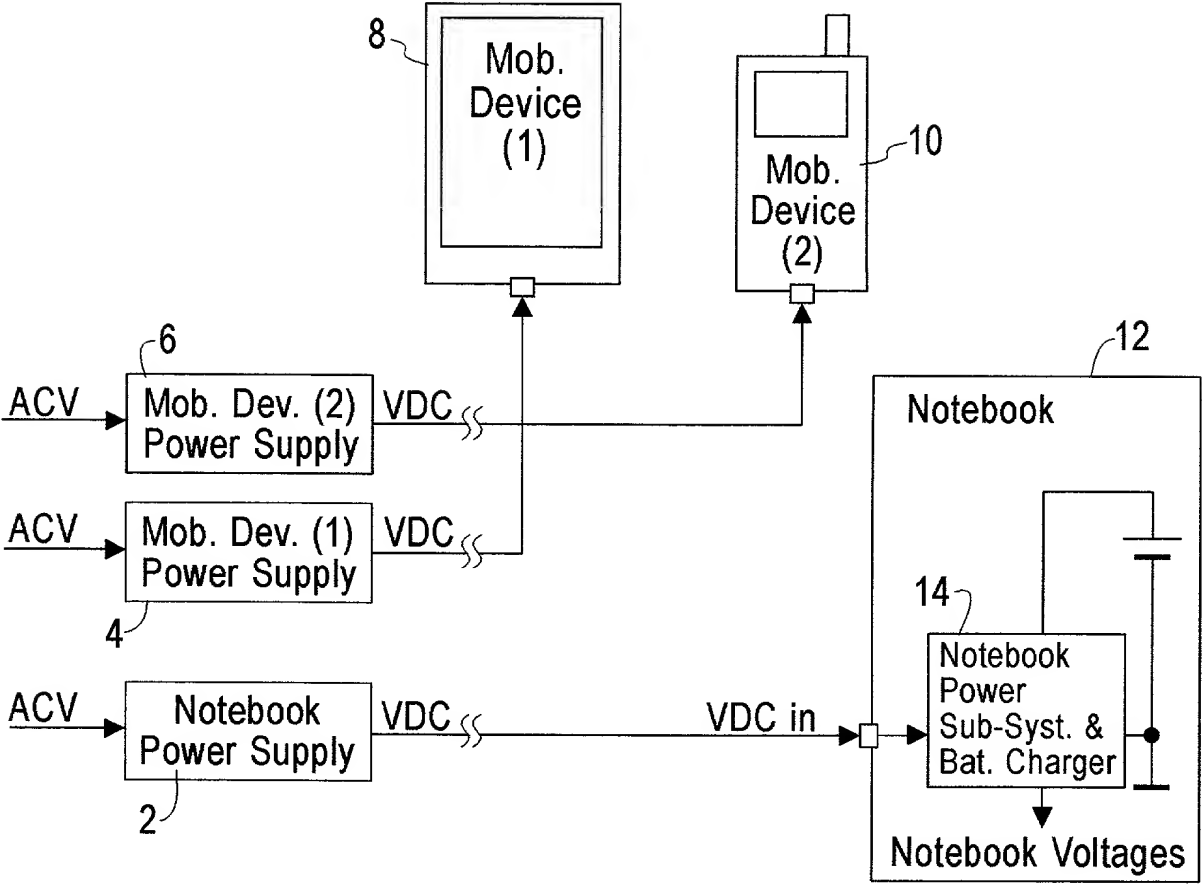 8
Mob.
Device
(1)
10
Mob.
Device
(2)
6
ACV
Mob. Dev. (2)
Power Supply
VDC
ACV
Mob. Dev. (1)
Power Supply
VDC
4
12
Notebook
14
Notebook
Power
Sub-Syst. &
Bat. Charger
ACV
Notebook
Power Supply
VDC
VDC in
2
Notebook Voltages